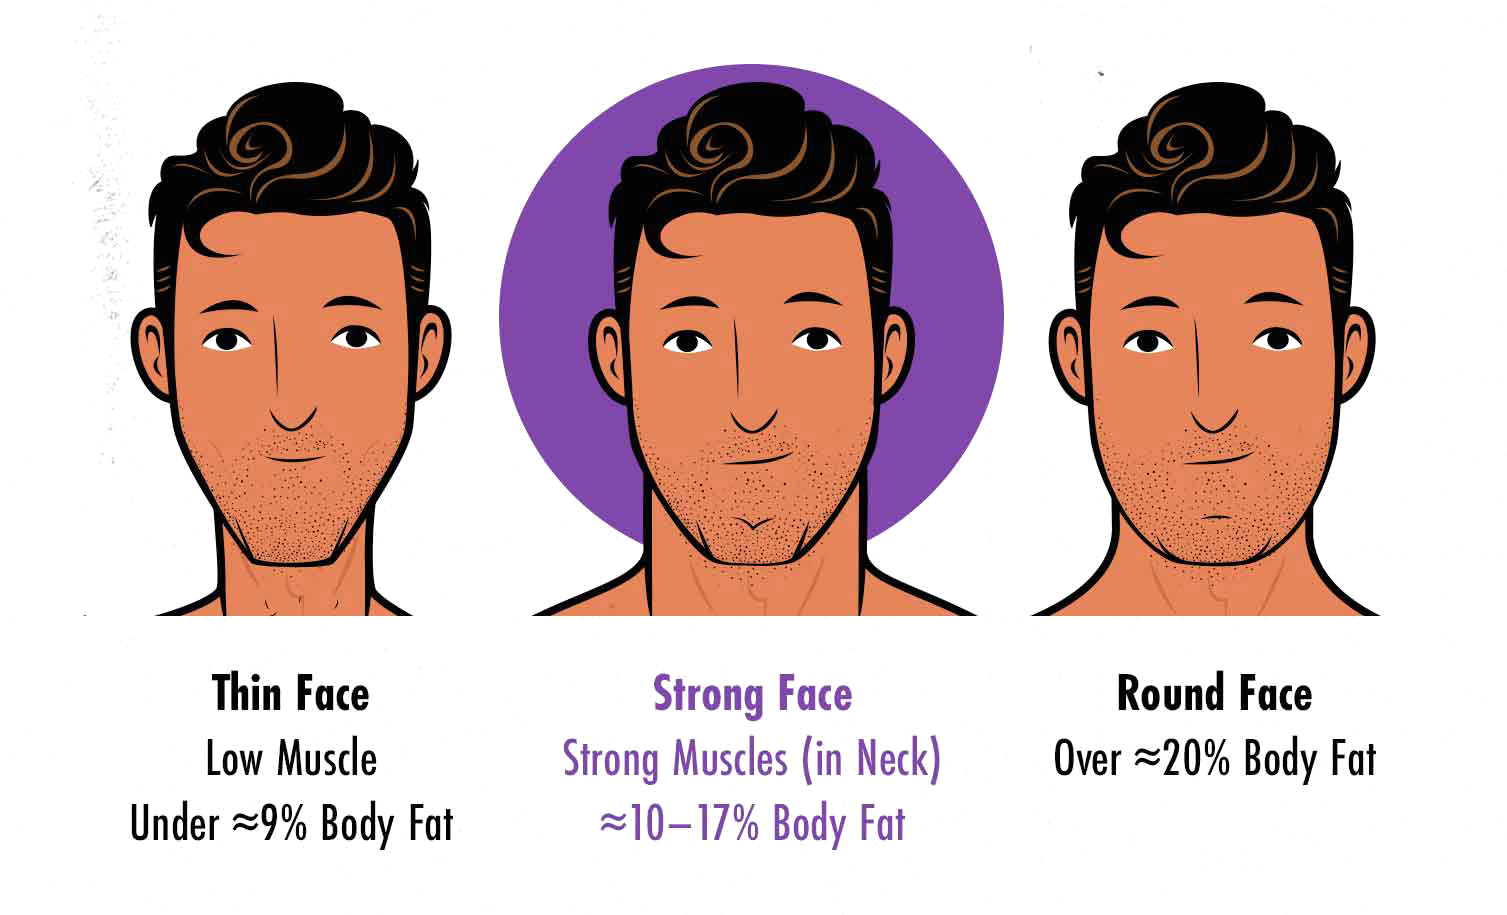 Thin Face
Low Muscle
Under ≈9% Body Fat
Strong Face
Strong Muscles (in Neck)
≈10–17% Body Fat
Round Face
Over ≈20% Body Fat